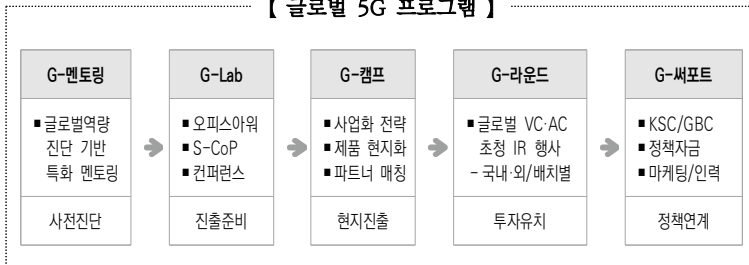 【 글로벌 5G 프로그램 】
G-멘토링
▪글로벌역량
진단 기반
특화 멘토링
사전진단
G-Lab
▪오피스아워
▪S-CoP
▪컨퍼런스
진출준비
G-캠프
▪사업화 전략
▪제품 현지화
▪파트너 매칭
현지진출
G-라운드
▪글로벌 VC·AC
초청 IR 행사
- 국내·외/배치별
투자유치
G-써포트
▪KSC/GBC
▪정책자금
▪마케팅/인력
정책연계